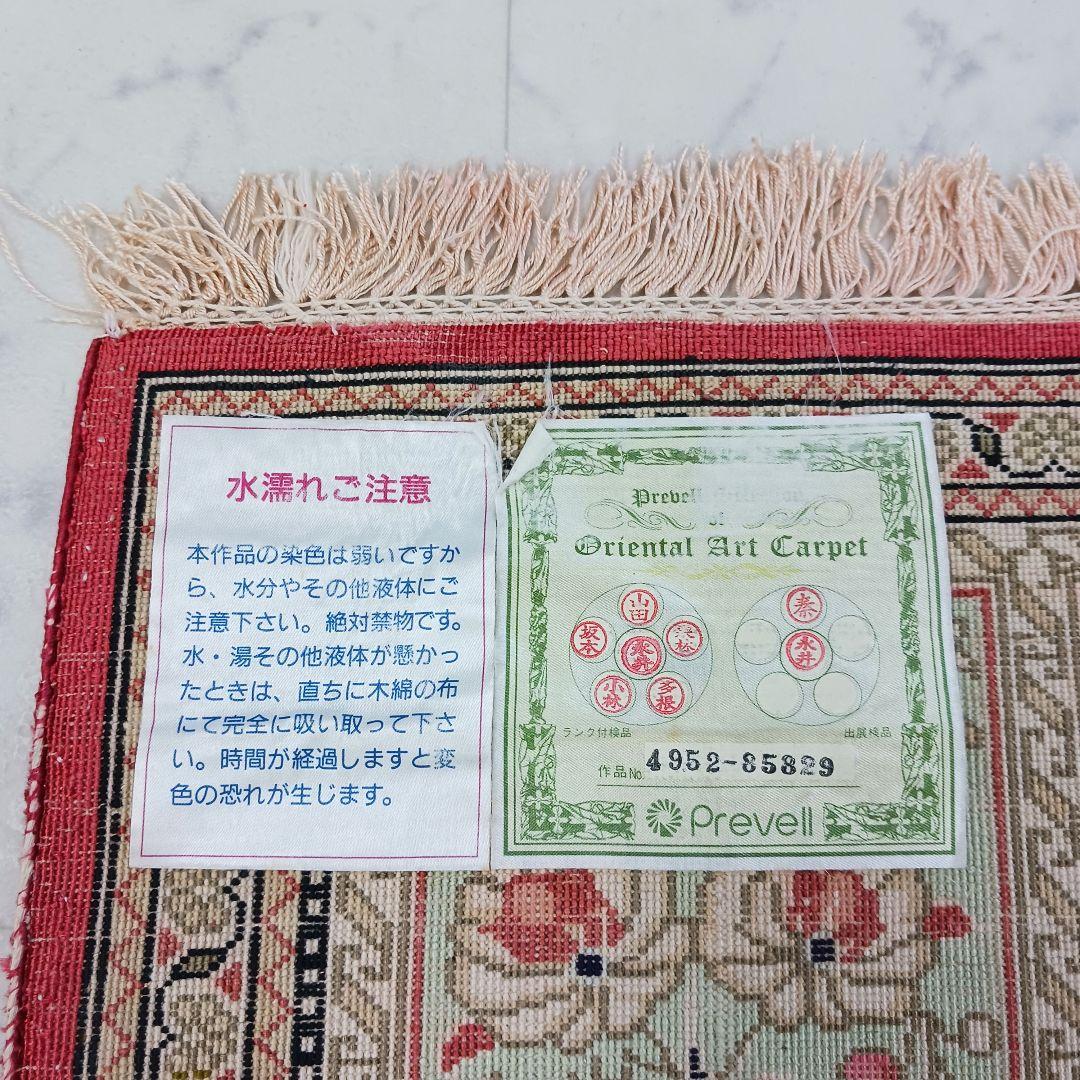 水濡れご注意
本作品の染色は弱いですか
ら、水分やその他液体にご
注意下さい。絶対禁物です。
水・湯その他液体が懸かっ
たときは、直ちに木綿の布
にて完全に吸い取って下さ
い。時間が経過しますと変
色の恐れが生じます。
Prevell
of
Oriental Art Carpet
山田
坂本
小林
多根
秦
永井
ランク付検品
出展検品
作品No. 4952-85829
Prevell